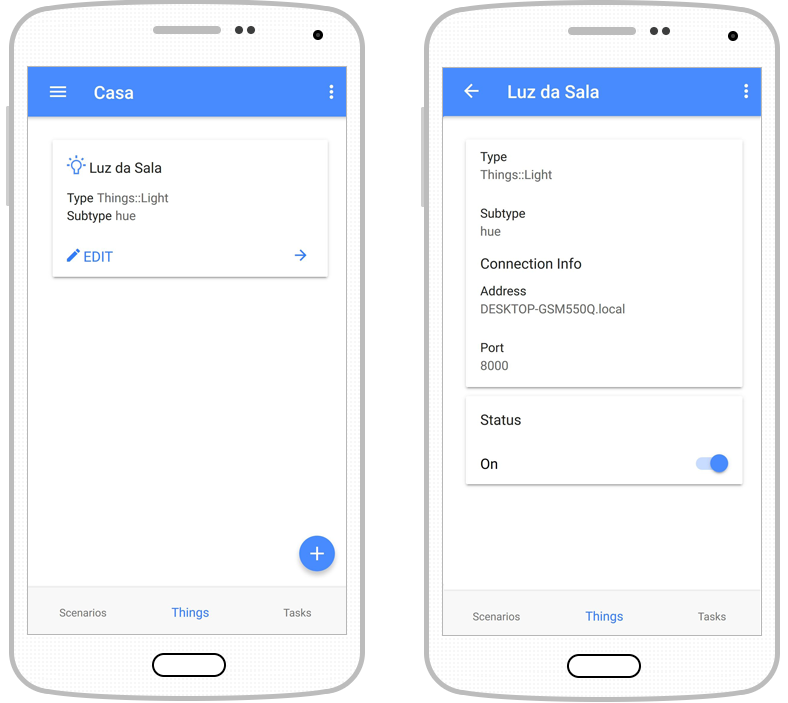 Casa
Luz da Sala
Type Things::Light
Subtype hue
EDIT
Scenarios Things Tasks
Luz da Sala
Type
Things::Light
Subtype
hue
Connection Info
Address
DESKTOP-GSM550Q.local
Port
8000
Status
On
Scenarios Things Tasks